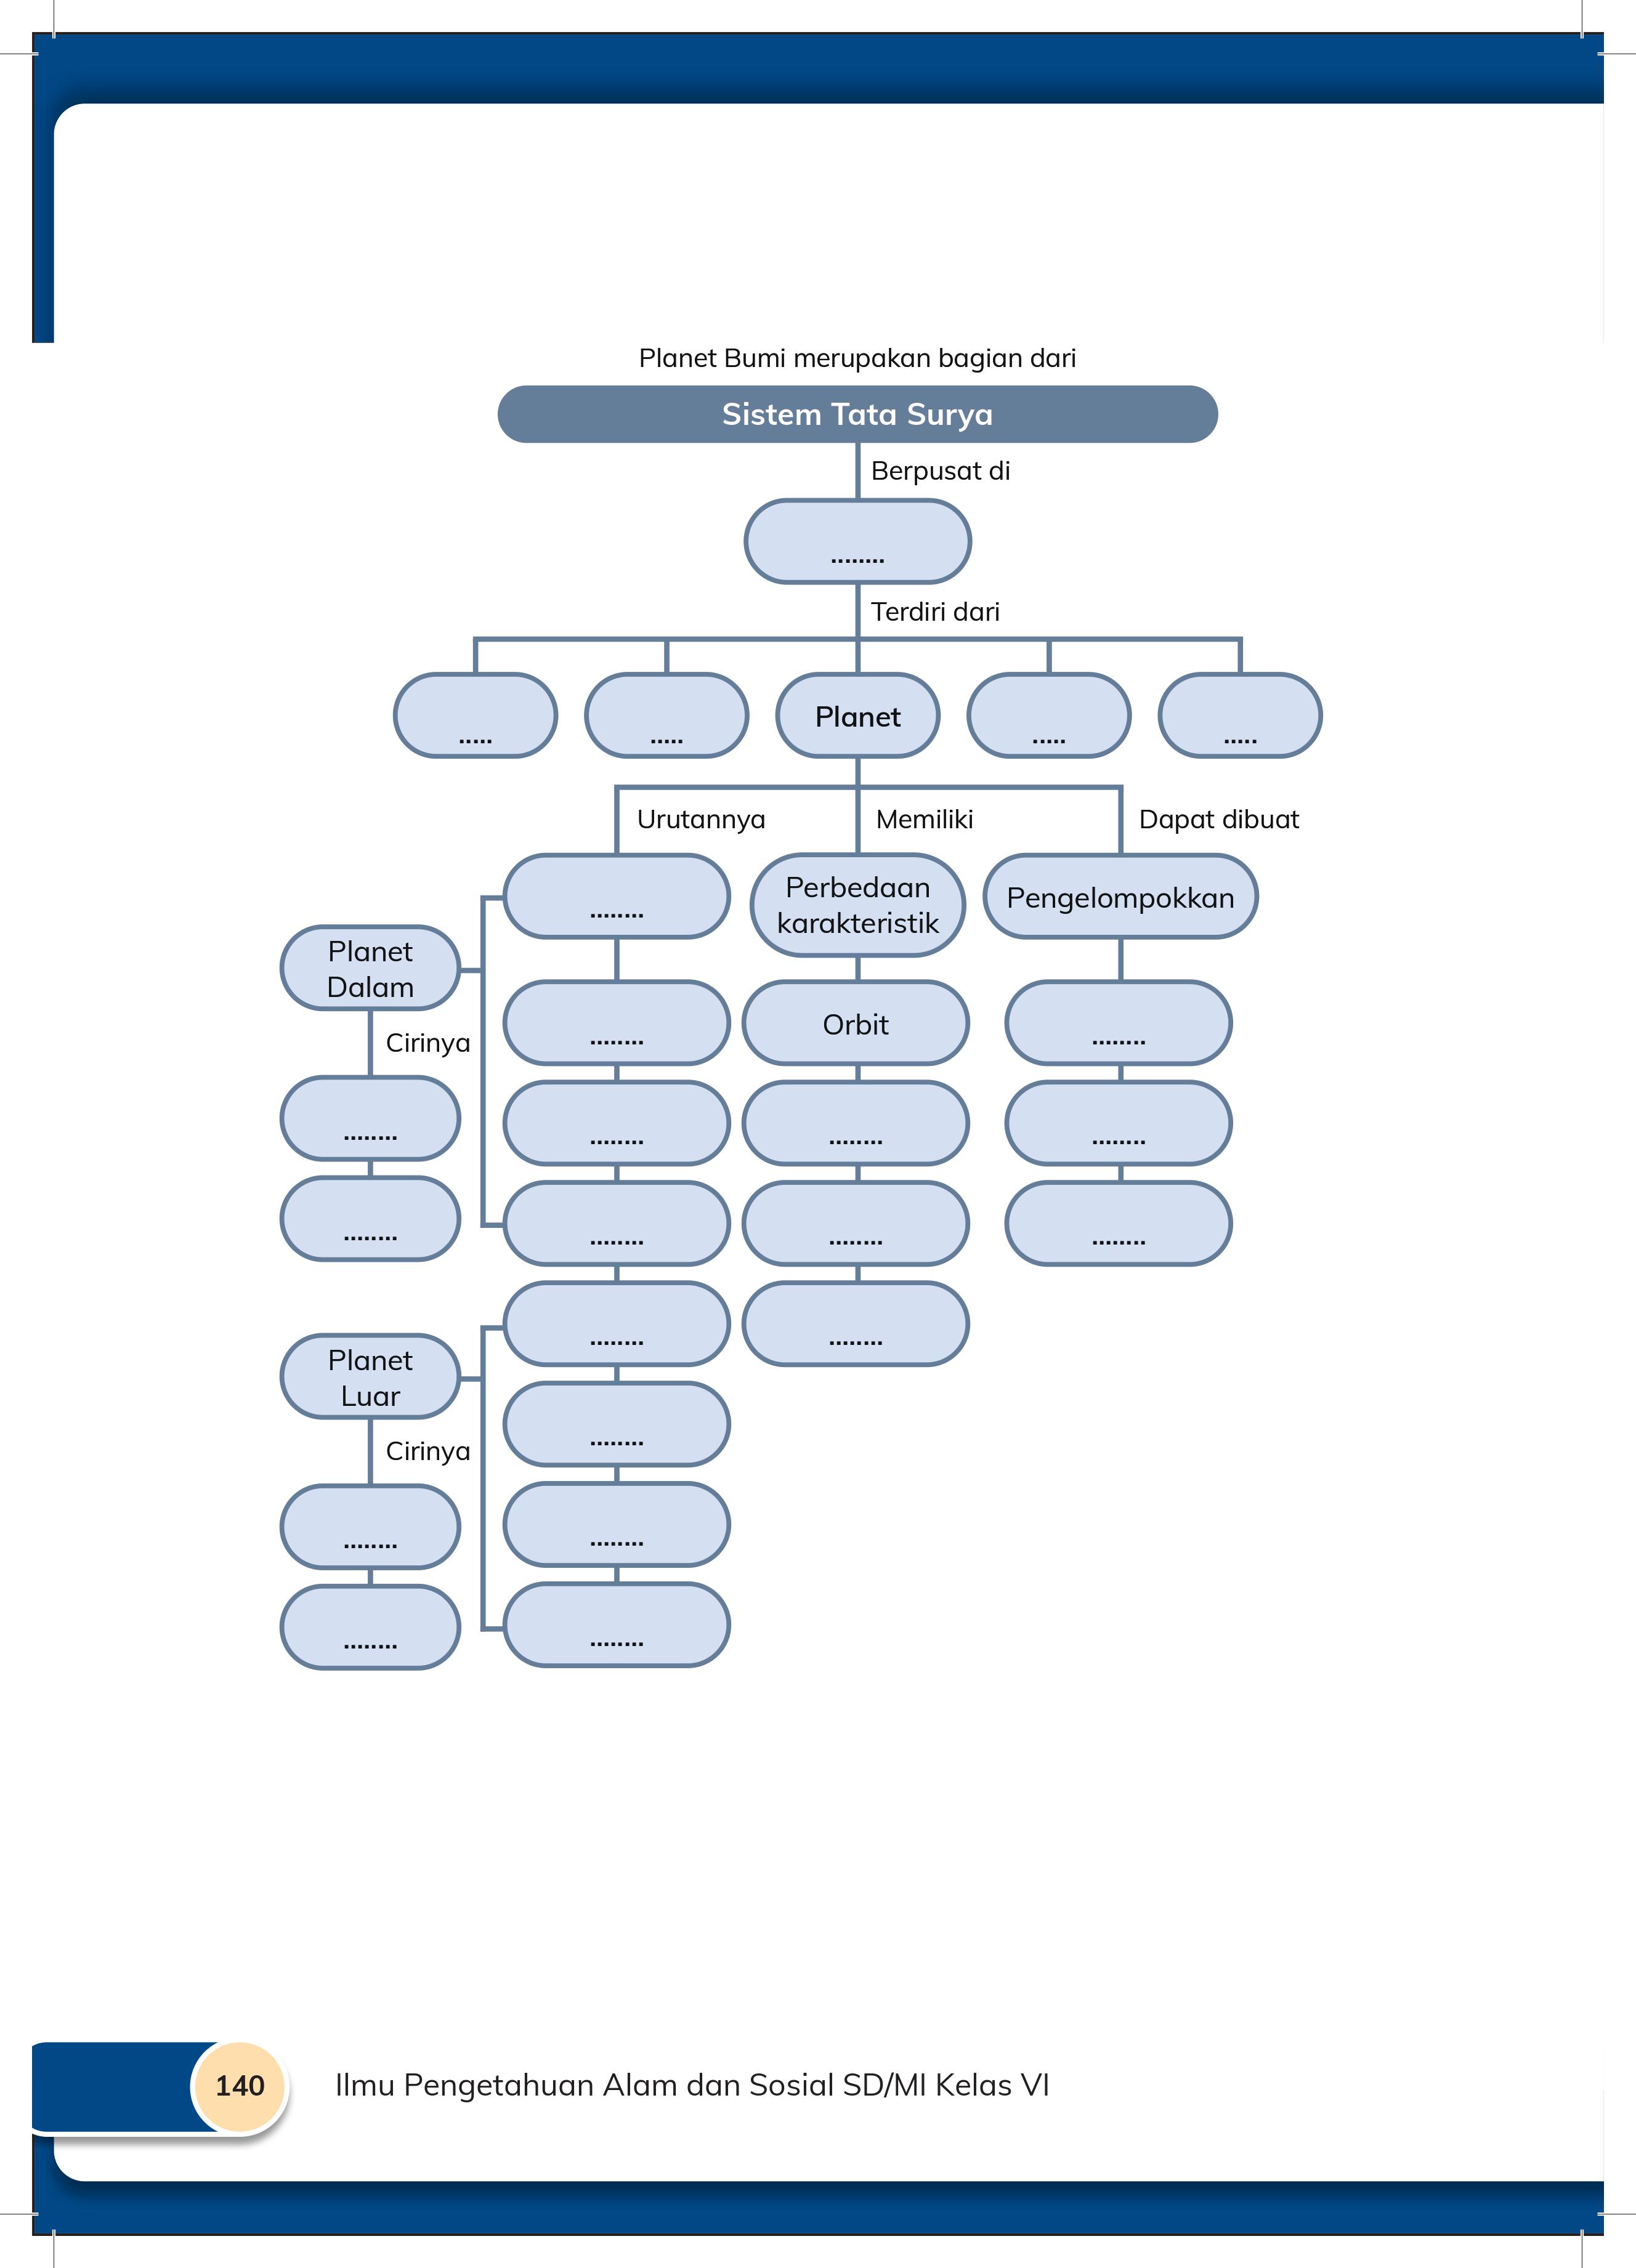 Planet Bumi merupakan bagian dari
Sistem Tata Surya
Berpusat di
........
Terdiri dari
.....
.....
Planet
.....
.....
Urutannya
Memiliki
Dapat dibuat
........
Perbedaan
karakteristik
Pengelompokkan
Planet
Dalam
Cirinya
........
Orbit
........
........
........
........
........
........
........
........
........
........
........
........
Planet
Luar
Cirinya
........
........
........
........
........
140
Ilmu Pengetahuan Alam dan Sosial SD/MI Kelas VI